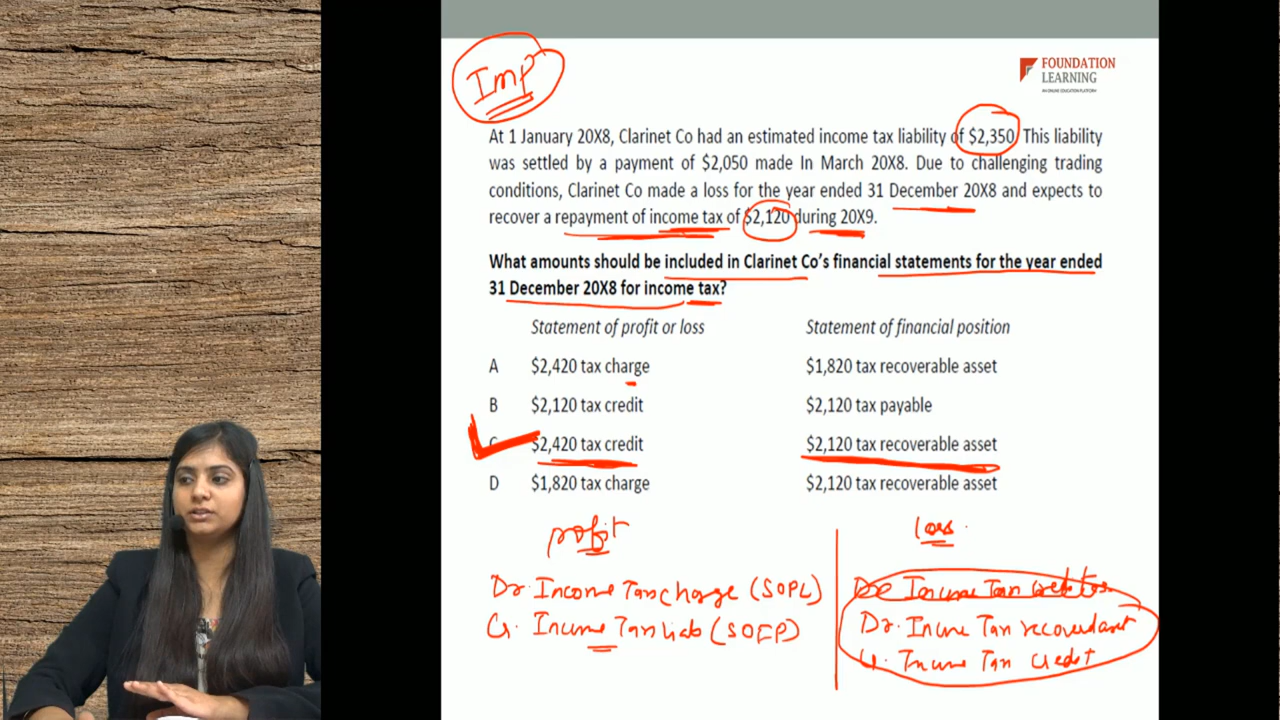 Imp
FOUNDATION
LEARNING
AN ONLINE EDUCATION PLATFORM
At 1 January 20X8, Clarinet Co had an estimated income tax liability of $2,350. This liability
was settled by a payment of $2,050 made In March 20X8. Due to challenging trading
conditions, Clarinet Co made a loss for the year ended 31 December 20X8 and expects to
recover a repayment of income tax of $2,120 during 20X9.
What amounts should be included in Clarinet Co's financial statements for the year ended
31 December 20X8 for income tax?
Statement of profit or loss Statement of financial position
A $2,420 tax charge $1,820 tax recoverable asset
B $2,120 tax credit $2,120 tax payable
C $2,420 tax credit $2,120 tax recoverable asset
D $1,820 tax charge $2,120 tax recoverable asset
profit loss
Dr. Income Tax charge (SOPL)
Cr. Income Tax liab (SOFP)
Income Tax
Dr. Income Tax
Cr. Income Tax credit